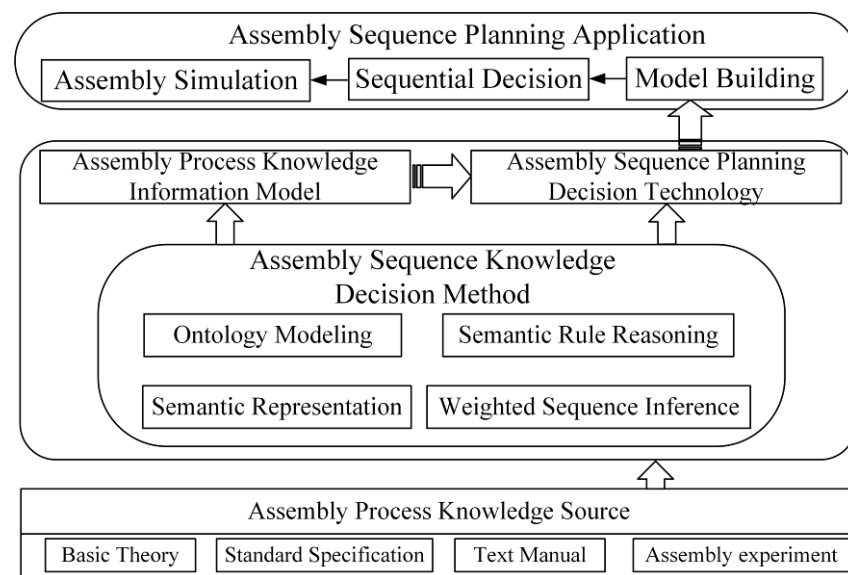 Assembly Sequence Planning Application
Assembly Simulation
Sequential Decision
Model Building
Assembly Process Knowledge
Information Model
Assembly Sequence Planning
Decision Technology
Assembly Sequence Knowledge
Decision Method
Ontology Modeling
Semantic Rule Reasoning
Semantic Representation
Weighted Sequence Inference
Assembly Process Knowledge Source
Basic Theory
Standard Specification
Text Manual
Assembly experiment